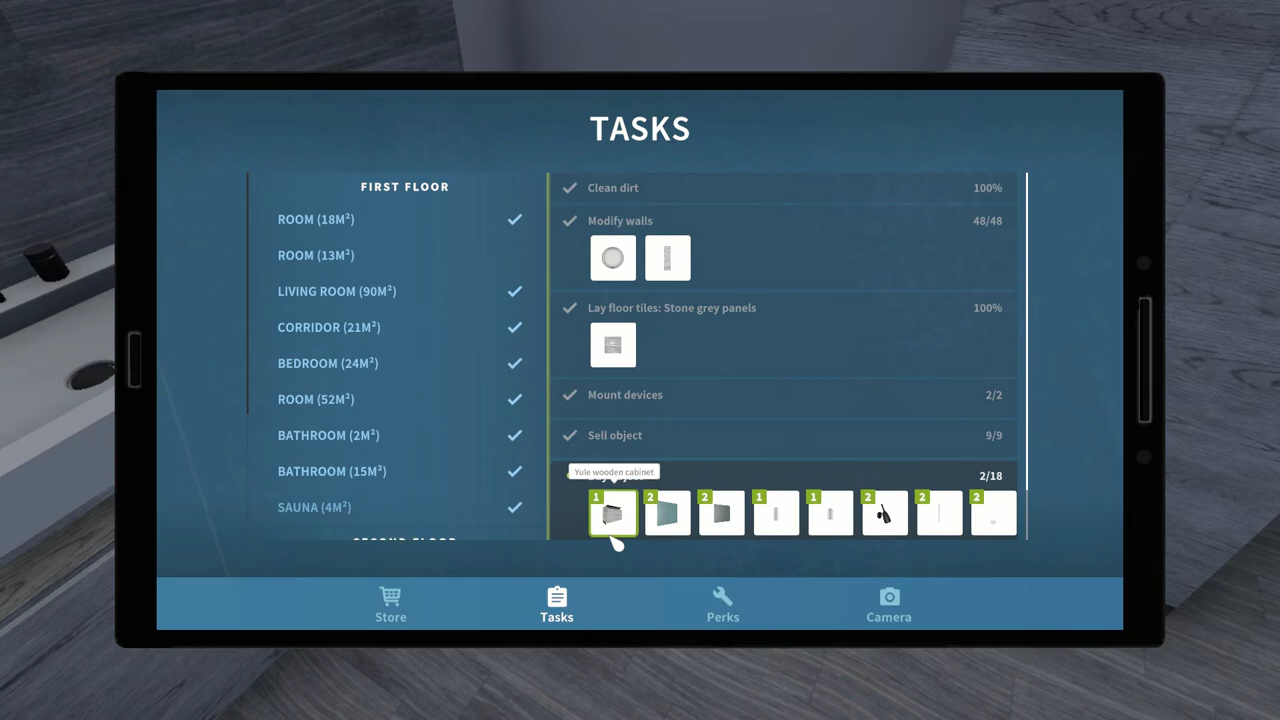 TASKS
FIRST FLOOR
ROOM (18M²)
ROOM (13M²)
LIVING ROOM (90M²)
CORRIDOR (21M²)
BEDROOM (24M²)
ROOM (52M²)
BATHROOM (2M²)
BATHROOM (15M²)
SAUNA (4M²)
Clean dirt 100%
Modify walls 48/48
Lay floor tiles: Stone grey panels 100%
Mount devices 2/2
Sell object 9/9
Yule wooden cabinet
2/18
1 2 2 1 1 2 2 2
Store Tasks Perks Camera